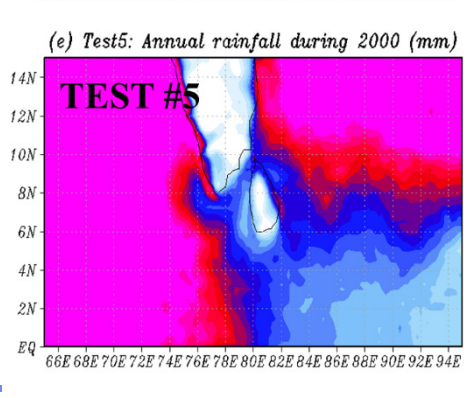 (e) Test5: Annual rainfall during 2000 (mm)
TEST #5
14N
12N
10N
8N
6N
4N
2N
EQ
66E 68E 70E 72E 74E 76E 78E 80E 82E 84E 86E 88E 90E 92E 94E